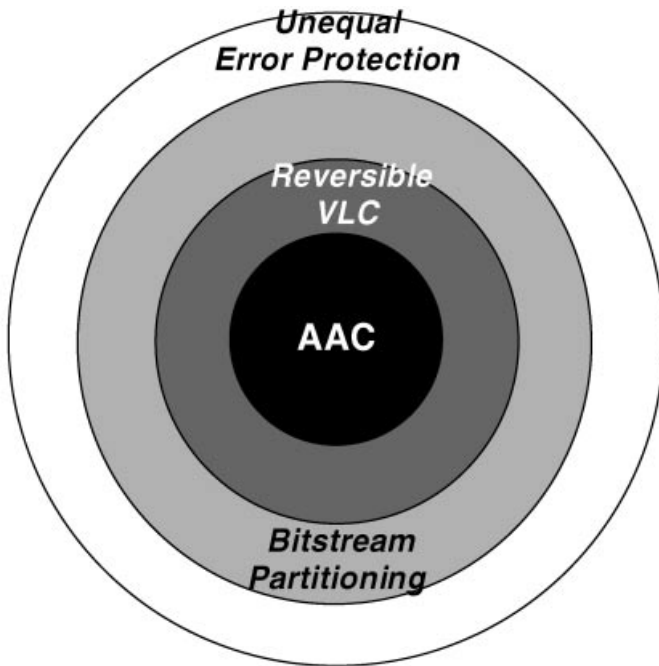 Unequal
Error Protection
Reversible
VLC
AAC
Bitstream
Partitioning